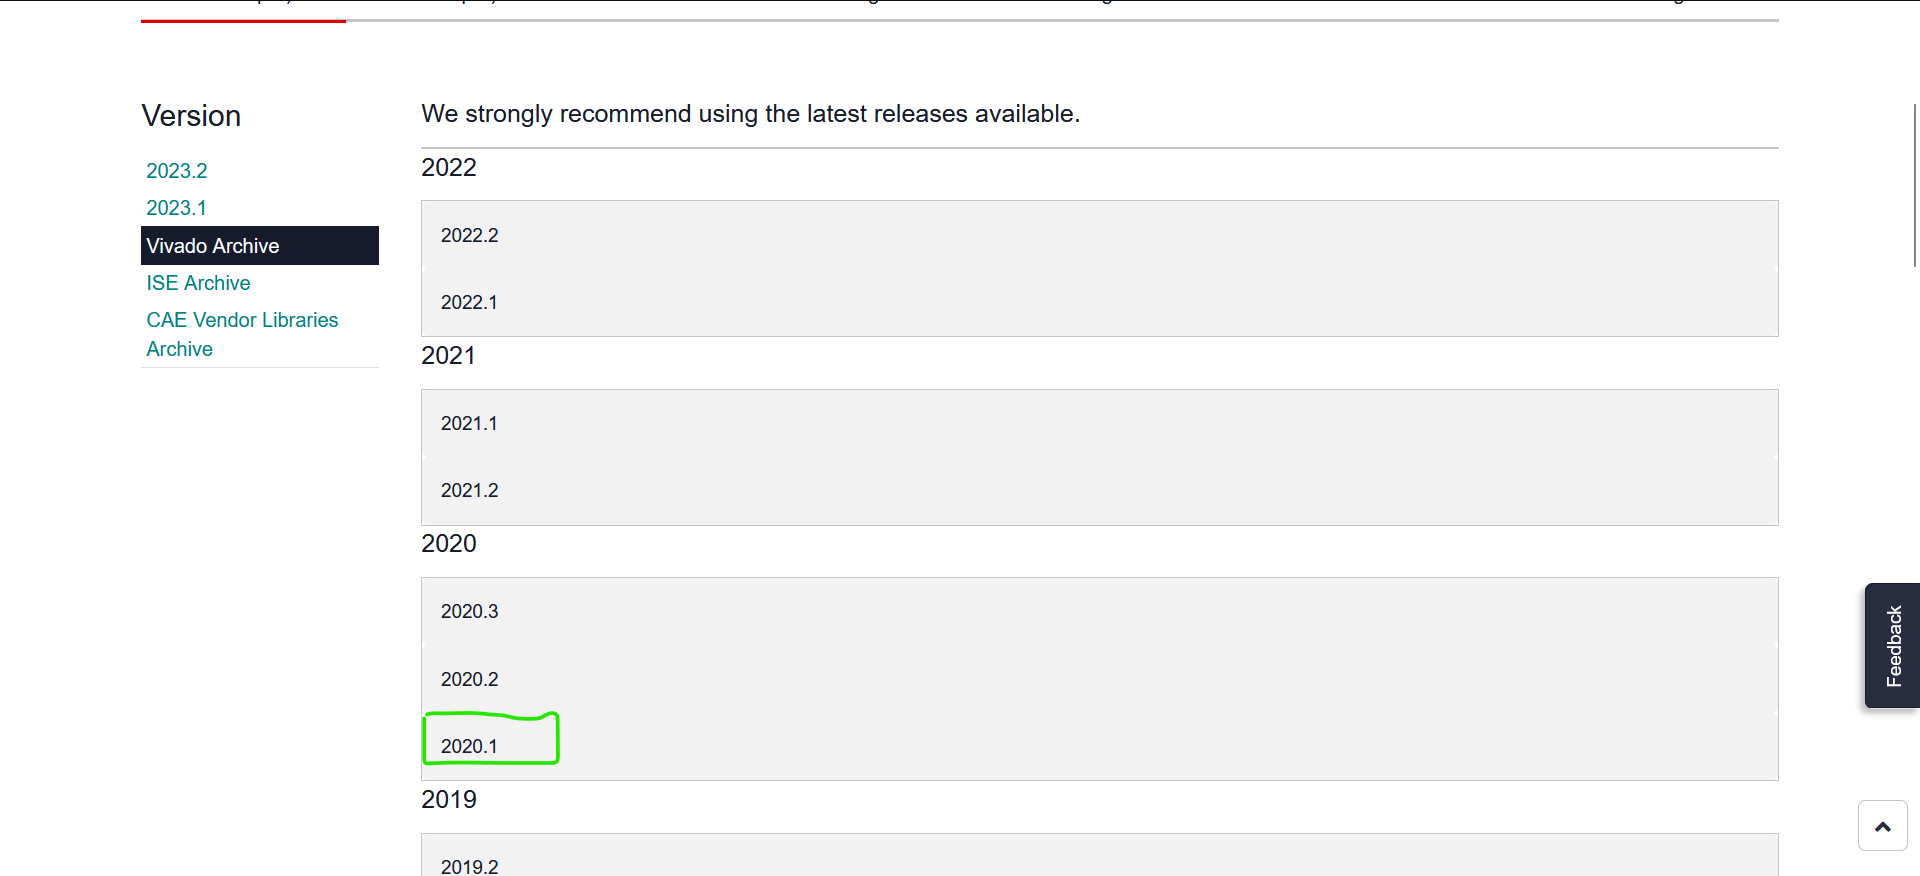 Version
2023.2
2023.1
Vivado Archive
ISE Archive
CAE Vendor Libraries
Archive
We strongly recommend using the latest releases available.
2022
2022.2
2022.1
2021
2021.1
2021.2
2020
2020.3
2020.2
2020.1
2019
2019.2
Feedback